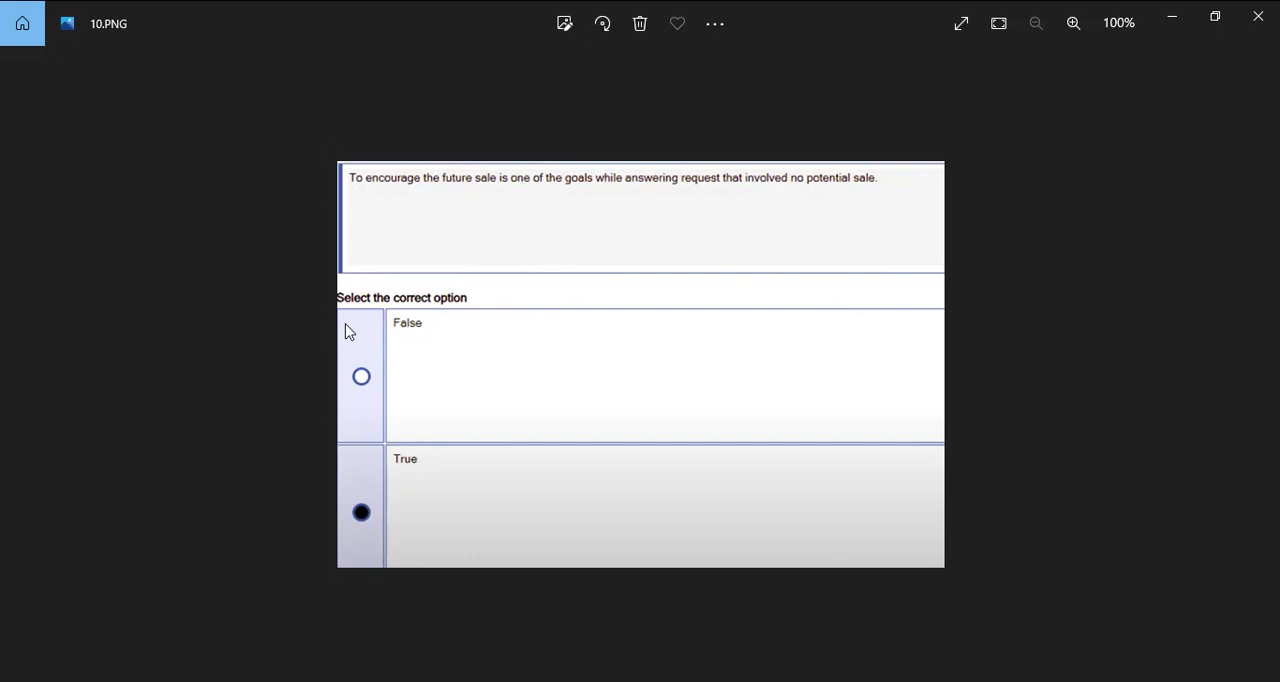 10.PNG
100%
To encourage the future sale is one of the goals while answering request that involved no potential sale.
Select the correct option
False
True